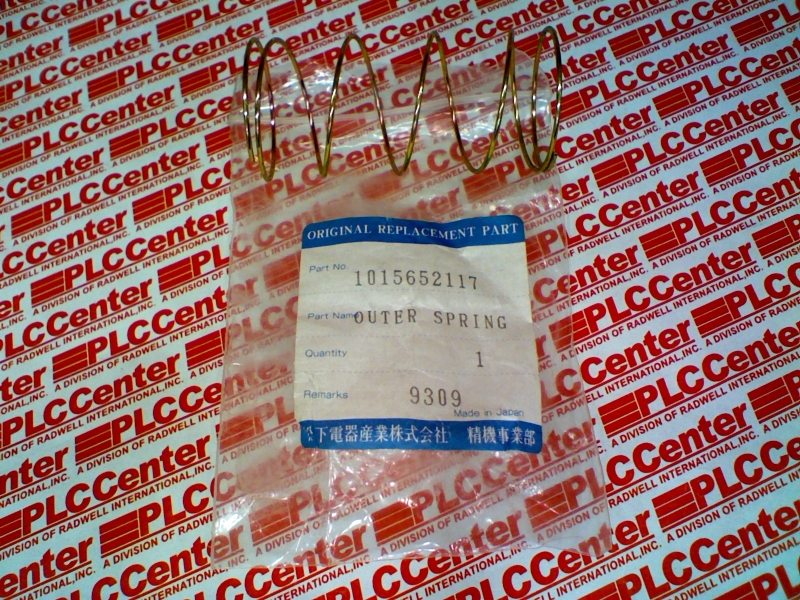 ORIGINAL REPLACEMENT PART
Part No. 1015652117
Part Name OUTER SPRING
Quantity 1
Remarks 9309
Made in Japan
松下電器産業株式会社 精機事業部
PLCCenter
A DIVISION OF RADWELL INTERNATIONAL,INC.